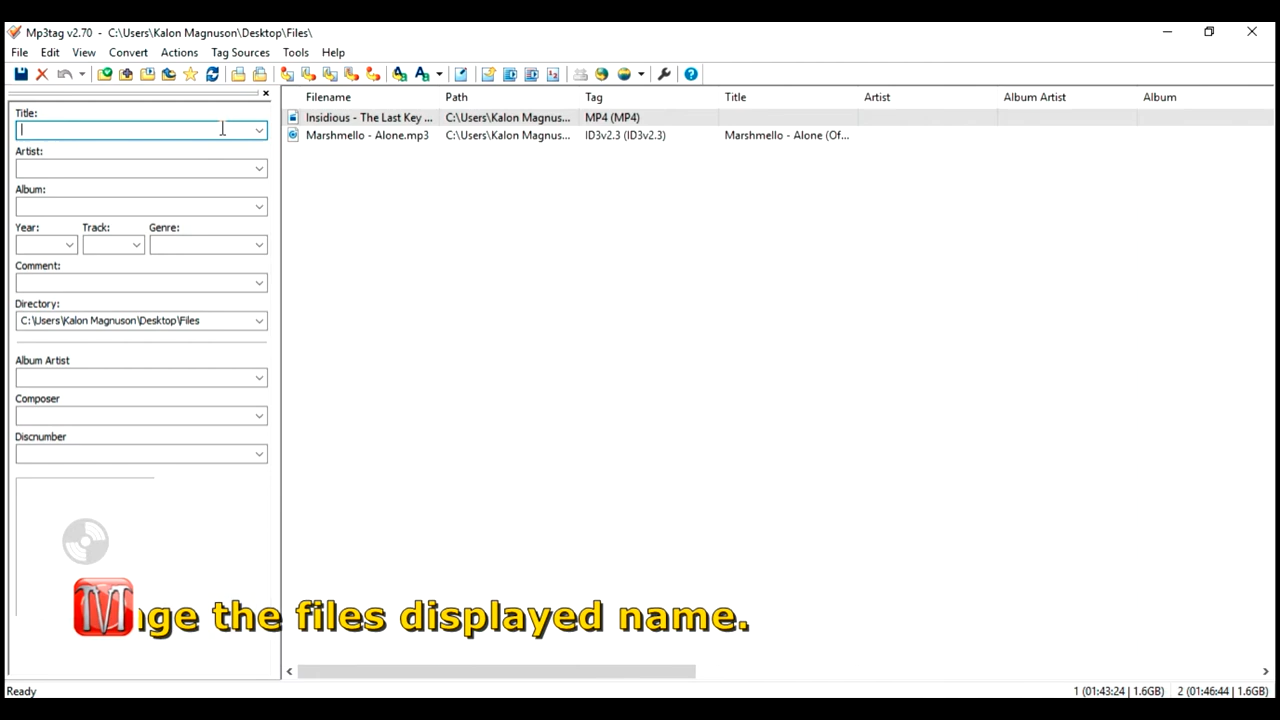 Mp3tag v2.70 - C:\Users\Kalon Magnuson\Desktop\Files\
File Edit View Convert Actions Tag Sources Tools Help
Title:
Artist:
Album:
Year: Track: Genre:
Comment:
Directory:
C:\Users\Kalon Magnuson\Desktop\Files
Album Artist
Composer
Discnumber
Filename Path Tag Title Artist Album Artist Album
Insidious - The Last Key ... C:\Users\Kalon Magnus... MP4 (MP4)
Marshmello - Alone.mp3 C:\Users\Kalon Magnus... ID3v2.3 (ID3v2.3) Marshmello - Alone (Of...
the files displayed name.
Ready 1 (01:43:24 | 1.6GB) 2 (01:46:44 | 1.6GB)